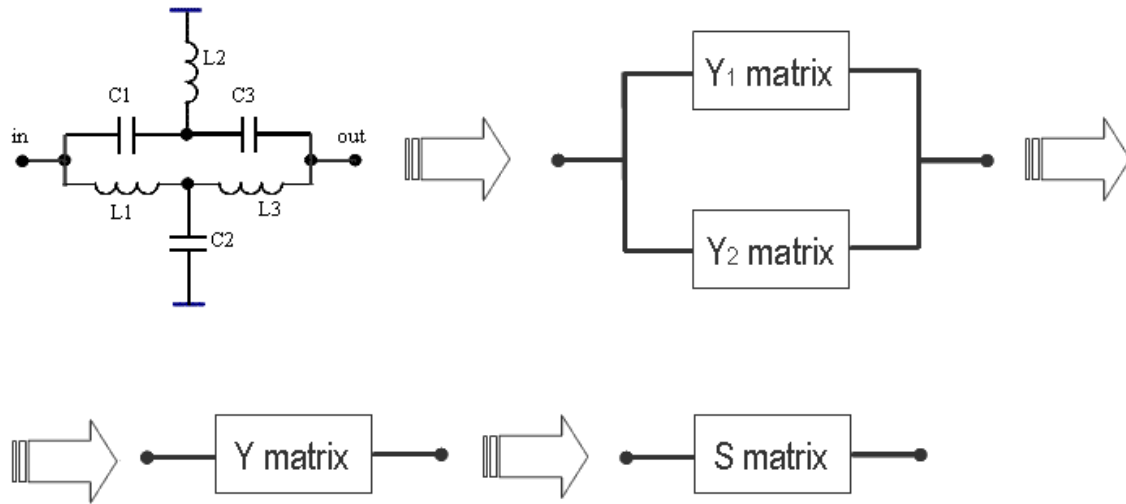 L2
C1
C3
in
out
L1
L3
C2
Y1 matrix
Y2 matrix
Y matrix
S matrix